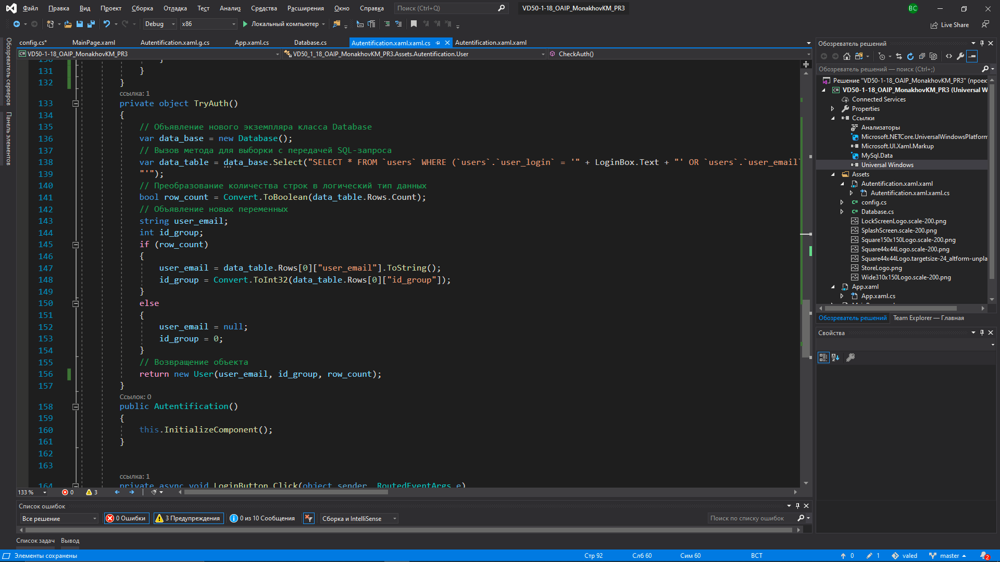 Файл Правка Вид Проект Сборка Отладка Тест Анализ Средства Расширения Окно Справка Поиск (Ctrl+Q) VD50-1-18_OAIP_MonakhovKM_PR3 ВС
Debug x86 Локальный компьютер Live Share
config.cs* MainPage.xaml Autentification.xaml.g.cs App.xaml.cs Database.cs Autentification.xaml.xaml.cs Autentification.xaml.xaml
VD50-1-18_OAIP_MonakhovKM_PR3 VD50_1_18_OAIP_MonakhovKM_PR3.Assets.Autentification.User CheckAuth()
Обозреватель серверов
Панель элементов
130 }
131 }
132 }
ссылка: 1
133 private object TryAuth()
134 {
135 // Объявление нового экземпляра класса Database
136 var data_base = new Database();
137 // Вызов метода для выборки с передачей SQL-запроса
138 var data_table = data_base.Select("SELECT * FROM `users` WHERE (`users`.`user_login` = '" + LoginBox.Text + "' OR `users`.`user_email`
139 "'");
140 // Преобразование количества строк в логический тип данных
141 bool row_count = Convert.ToBoolean(data_table.Rows.Count);
142 // Объявление новых переменных
143 string user_email;
144 int id_group;
145 if (row_count)
146 {
147 user_email = data_table.Rows[0]["user_email"].ToString();
148 id_group = Convert.ToInt32(data_table.Rows[0]["id_group"]);
149 }
150 else
151 {
152 user_email = null;
153 id_group = 0;
154 }
155 // Возвращение объекта
156 return new User(user_email, id_group, row_count);
157 }
Ссылок: 0
158 public Autentification()
159 {
160 this.InitializeComponent();
161 }
162
163
ссылка: 1
164 private async void LoginButton_Click(object sender, RoutedEventArgs e)
133 % 0 3
Список ошибок
Все решение 0 Ошибки 3 Предупреждения 0 из 10 Сообщения Сборка и IntelliSense Поиск по списку ошибок
Список задач Вывод
Обозреватель решений
Обозреватель решений — поиск (Ctrl+;)
Решение "VD50-1-18_OAIP_MonakhovKM_PR3" (проек
VD50-1-18_OAIP_MonakhovKM_PR3 (Universal W
Connected Services
Properties
Ссылки
Анализаторы
Microsoft.NETCore.UniversalWindowsPlatform
Microsoft.UI.Xaml.Markup
MySql.Data
Universal Windows
Assets
Autentification.xaml.xaml
Autentification.xaml.xaml.cs
config.cs
Database.cs
LockScreenLogo.scale-200.png
SplashScreen.scale-200.png
Square150x150Logo.scale-200.png
Square44x44Logo.scale-200.png
Square44x44Logo.targetsize-24_altform-unpla
StoreLogo.png
Wide310x150Logo.scale-200.png
App.xaml
App.xaml.cs
Обозреватель решений Team Explorer — Главная
Свойства
Элементы сохранены Стр 92 Слб 60 Сим 60 ВСТ 0 1 valed master 2